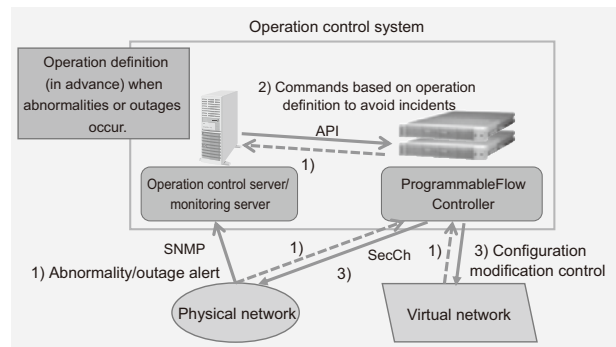 Operation control system
Operation definition
(in advance) when
abnormalities or outages
occur.
2) Commands based on operation
definition to avoid incidents
API
1)
Operation control server/
monitoring server
ProgrammableFlow
Controller
SNMP
1)
SecCh
1)
3) Configuration
modification control
1) Abnormality/outage alert
3)
Physical network
Virtual network